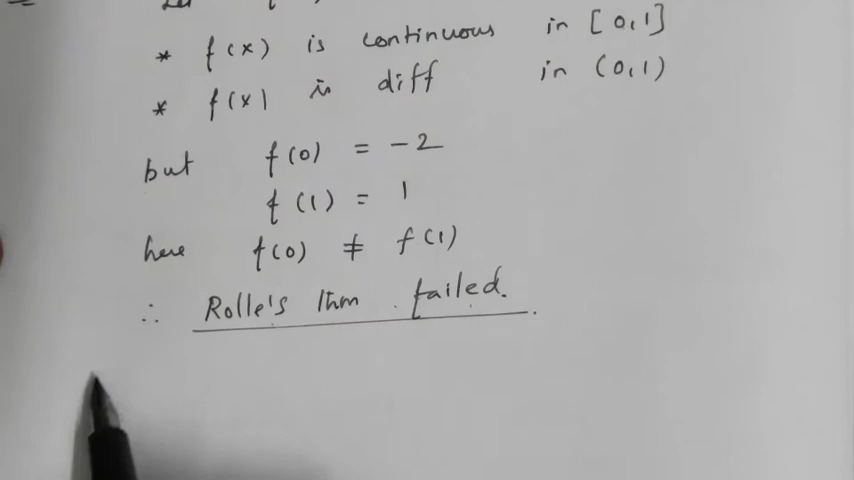 Let
* f(x) is continuous in [0,1]
* f(x) is diff in (0,1)
but f(0) = -2
f(1) = 1
here f(0) ≠ f(1)
∴ Rolle's thm. failed.